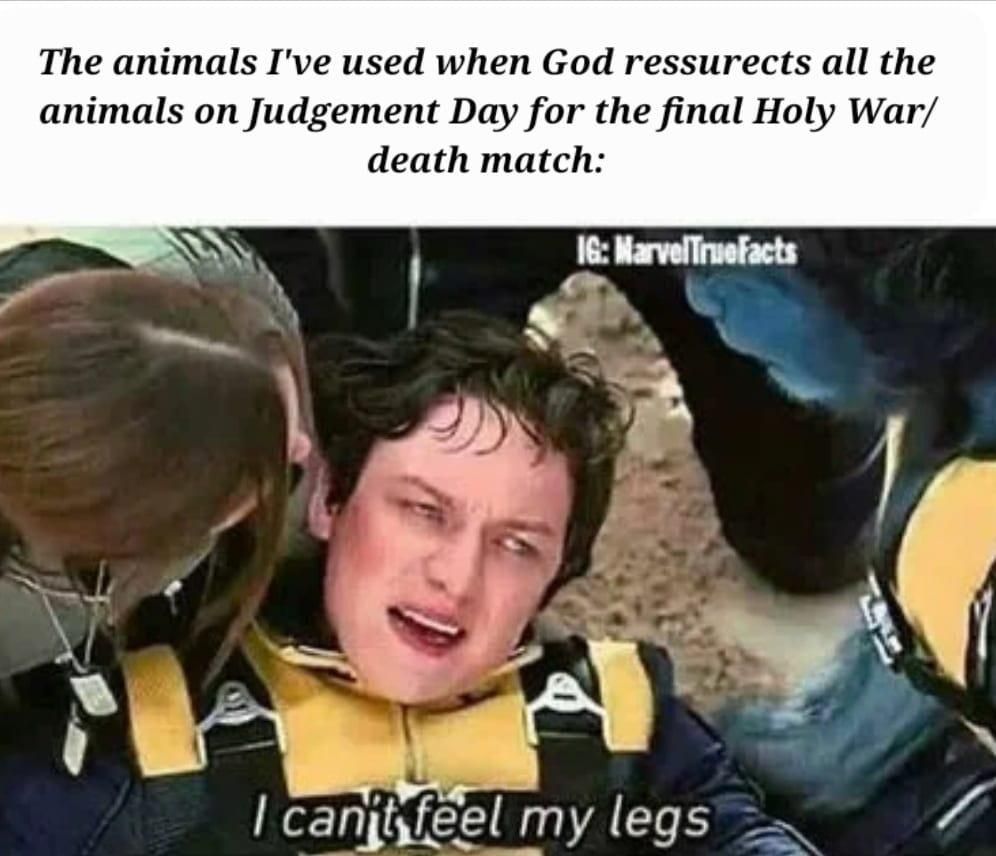 The animals I've used when God ressurects all the
animals on Judgement Day for the final Holy War/
death match:
IG: MarvelTrueFacts
I can't feel my legs